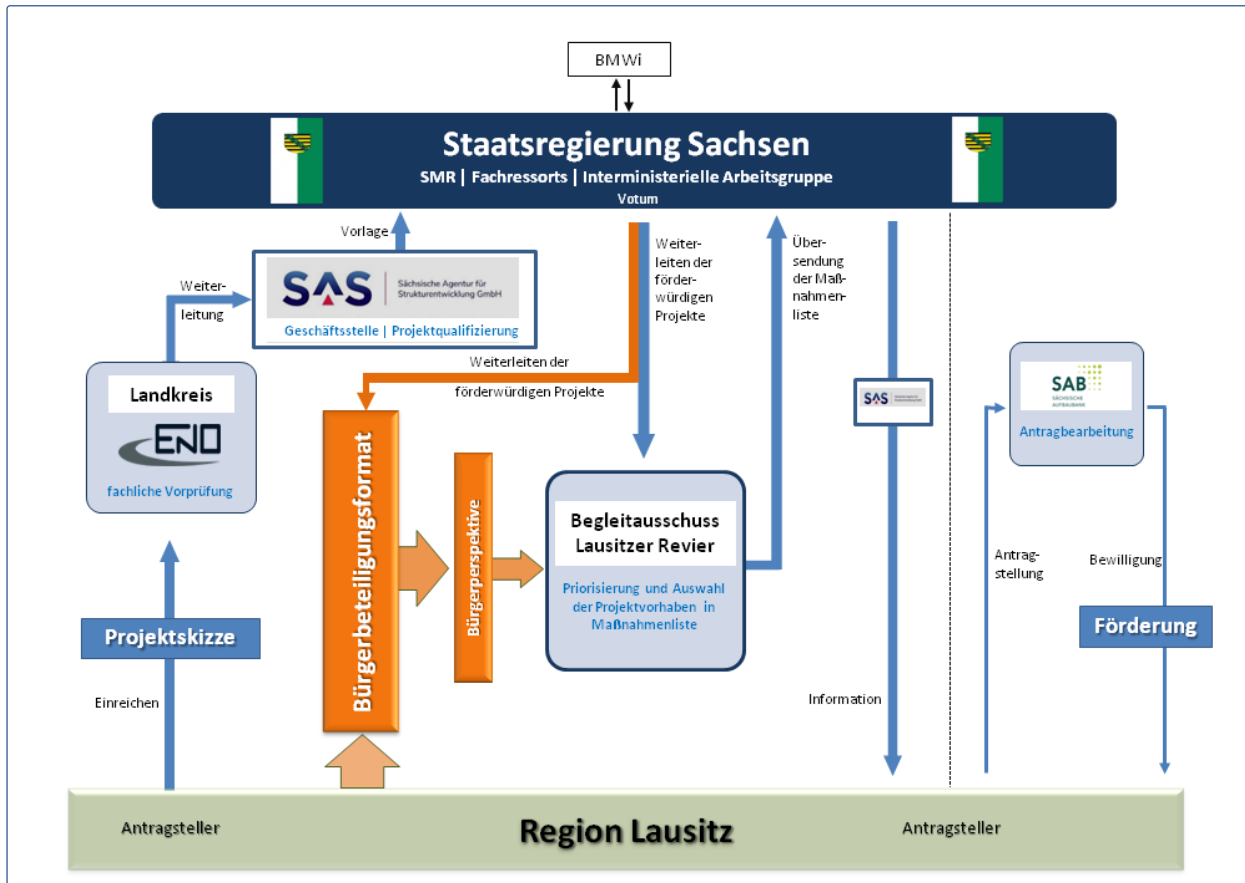 BMWi
Staatsregierung Sachsen
SMR | Fachressorts | Interministerielle Arbeitsgruppe
Votum
Vorlage
SAS
Sächsische Agentur für
Strukturentwicklung GmbH
Geschäftsstelle | Projektqualifizierung
Weiter-
leitung
Weiter-
leiten der
förder-
würdigen
Projekte
Über-
sendung
der Maß-
nahmen-
liste
Weiterleiten der
förderwürdigen Projekte
Landkreis
ENO
fachliche Vorprüfung
Bürgerbeteiligungsformat
Bürgerperspektive
Begleitausschuss
Lausitzer Revier
Priorisierung und Auswahl
der Projektvorhaben in
Maßnahmenliste
SAS
SAB
SÄCHSISCHE
AUFBAUBANK
Antragbearbeitung
Antrag-
stellung
Bewilligung
Projektskizze
Förderung
Einreichen
Information
Antragsteller
Region Lausitz
Antragsteller